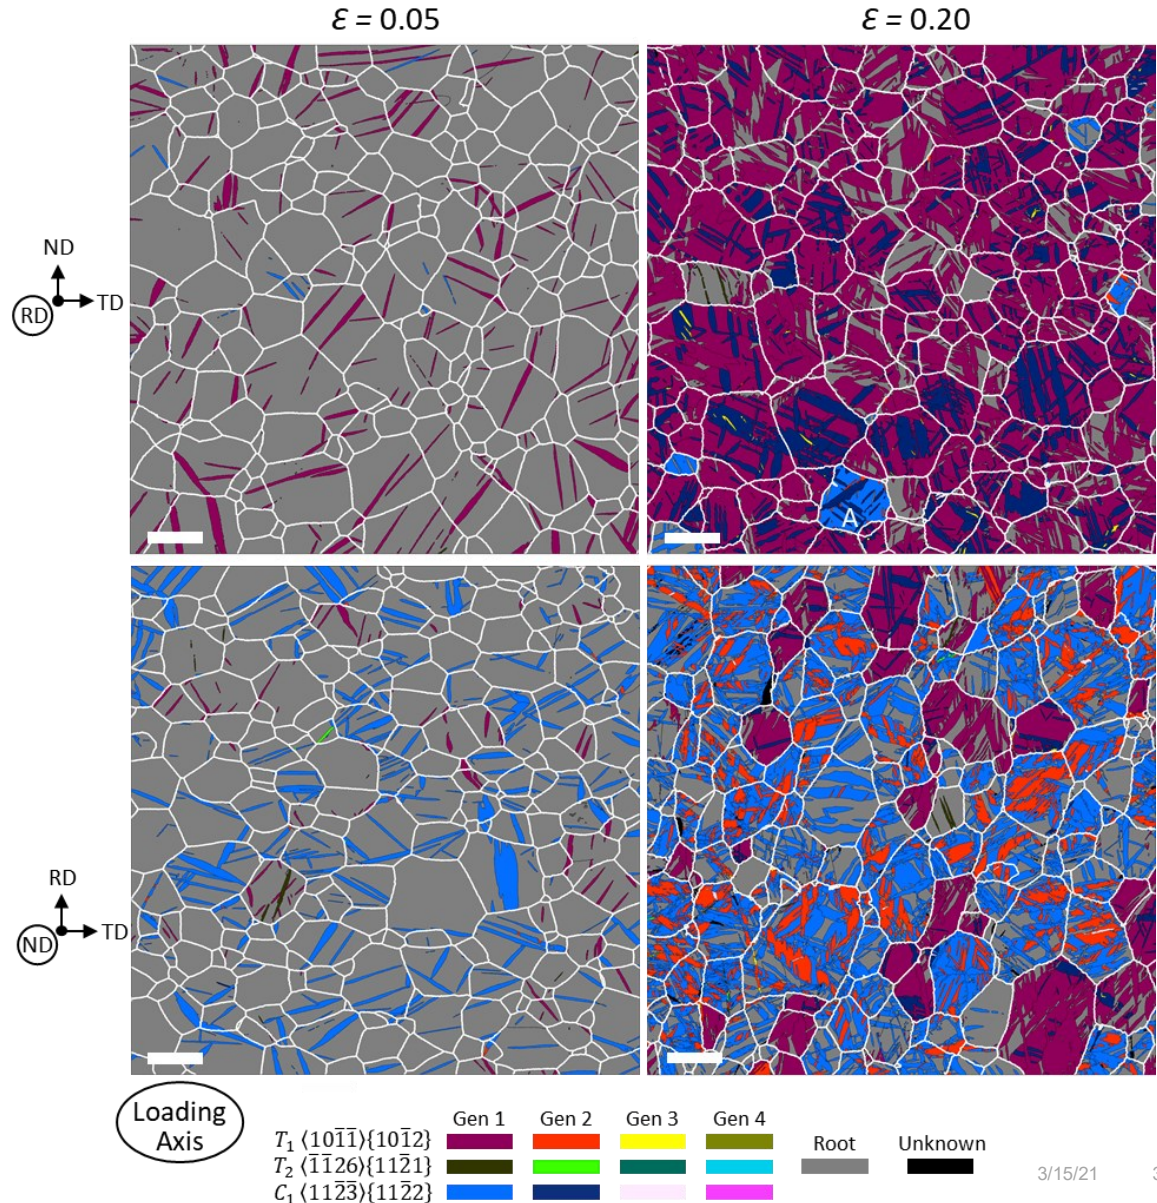 ε = 0.05 ε = 0.20
ND
RD TD
A
RD
ND TD
Loading
Axis
Gen 1 Gen 2 Gen 3 Gen 4
T₁ ⟨101̅1̅⟩{101̅2} Root Unknown
T₂ ⟨1̅1̅26⟩{112̅1}
C₁ ⟨112̅3̅⟩{112̅2}
3/15/21 3